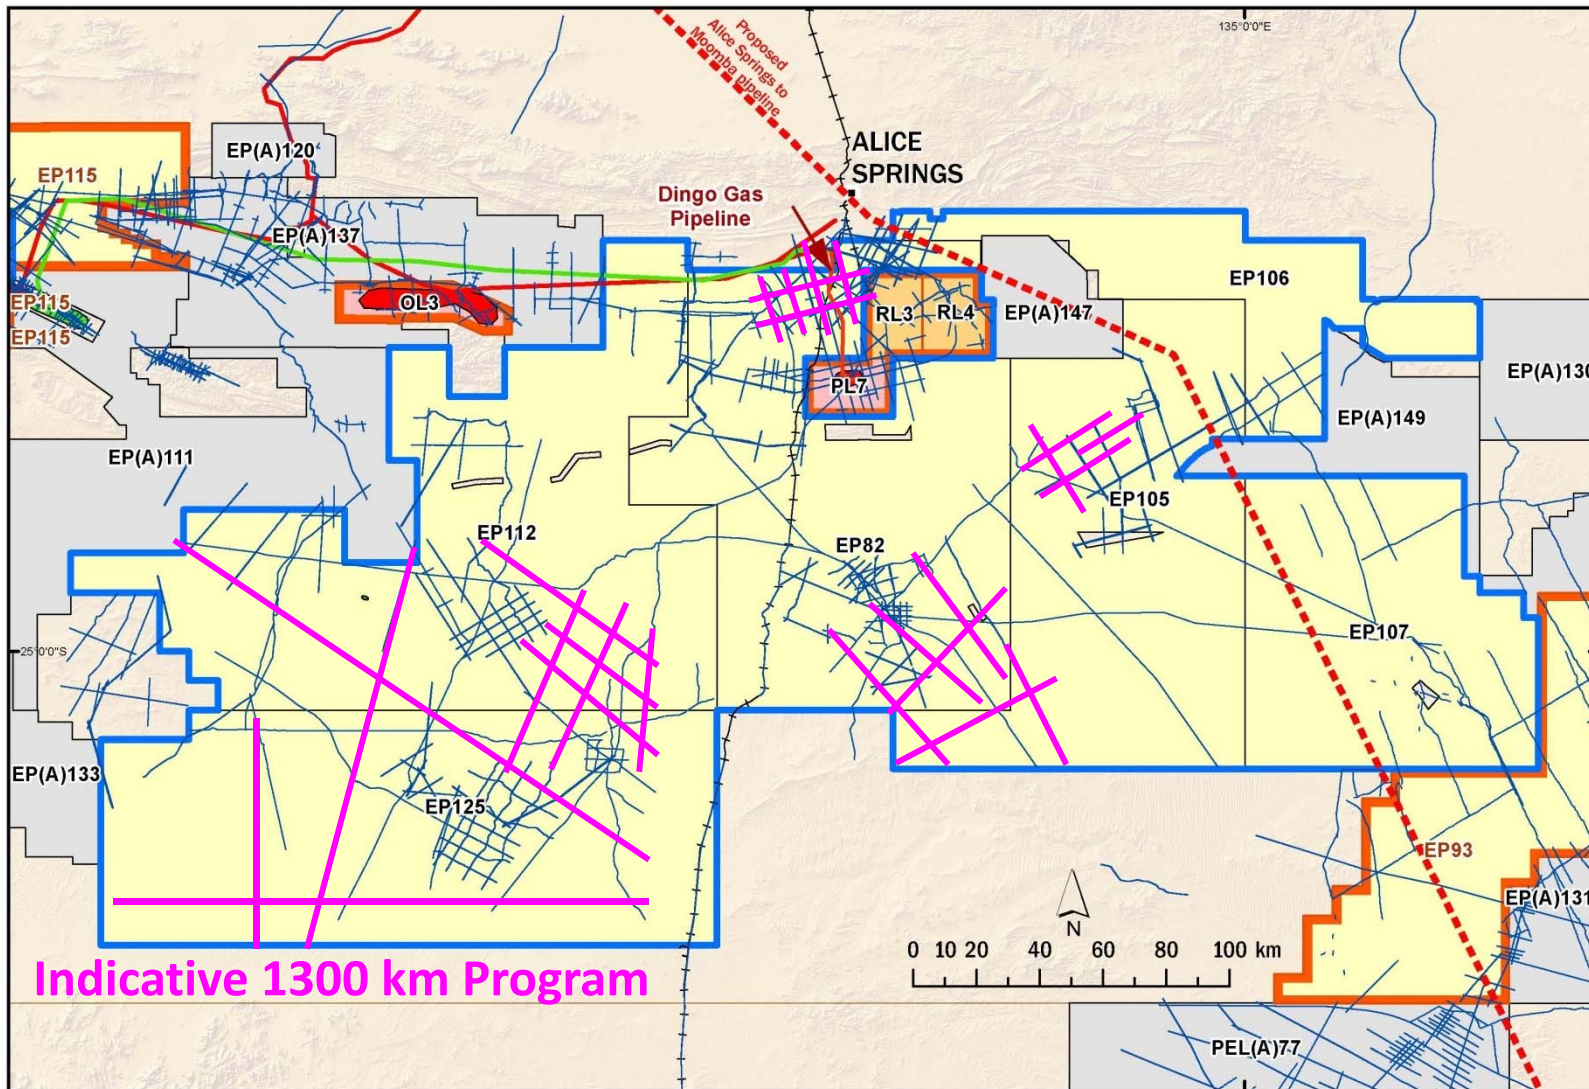 135°0'0"E
Proposed
Alice Springs to
Moomba pipeline
ALICE
SPRINGS
EP(A)120
EP115
Dingo Gas
Pipeline
EP(A)137
EP106
EP115
OL3
RL3
RL4
EP(A)147
EP115
EP(A)130
PL7
EP(A)149
EP(A)111
EP105
EP112
EP82
EP107
25°0'0"S
EP(A)133
EP125
EP93
EP(A)131
N
0 10 20 40 60 80 100 km
Indicative 1300 km Program
PEL(A)77